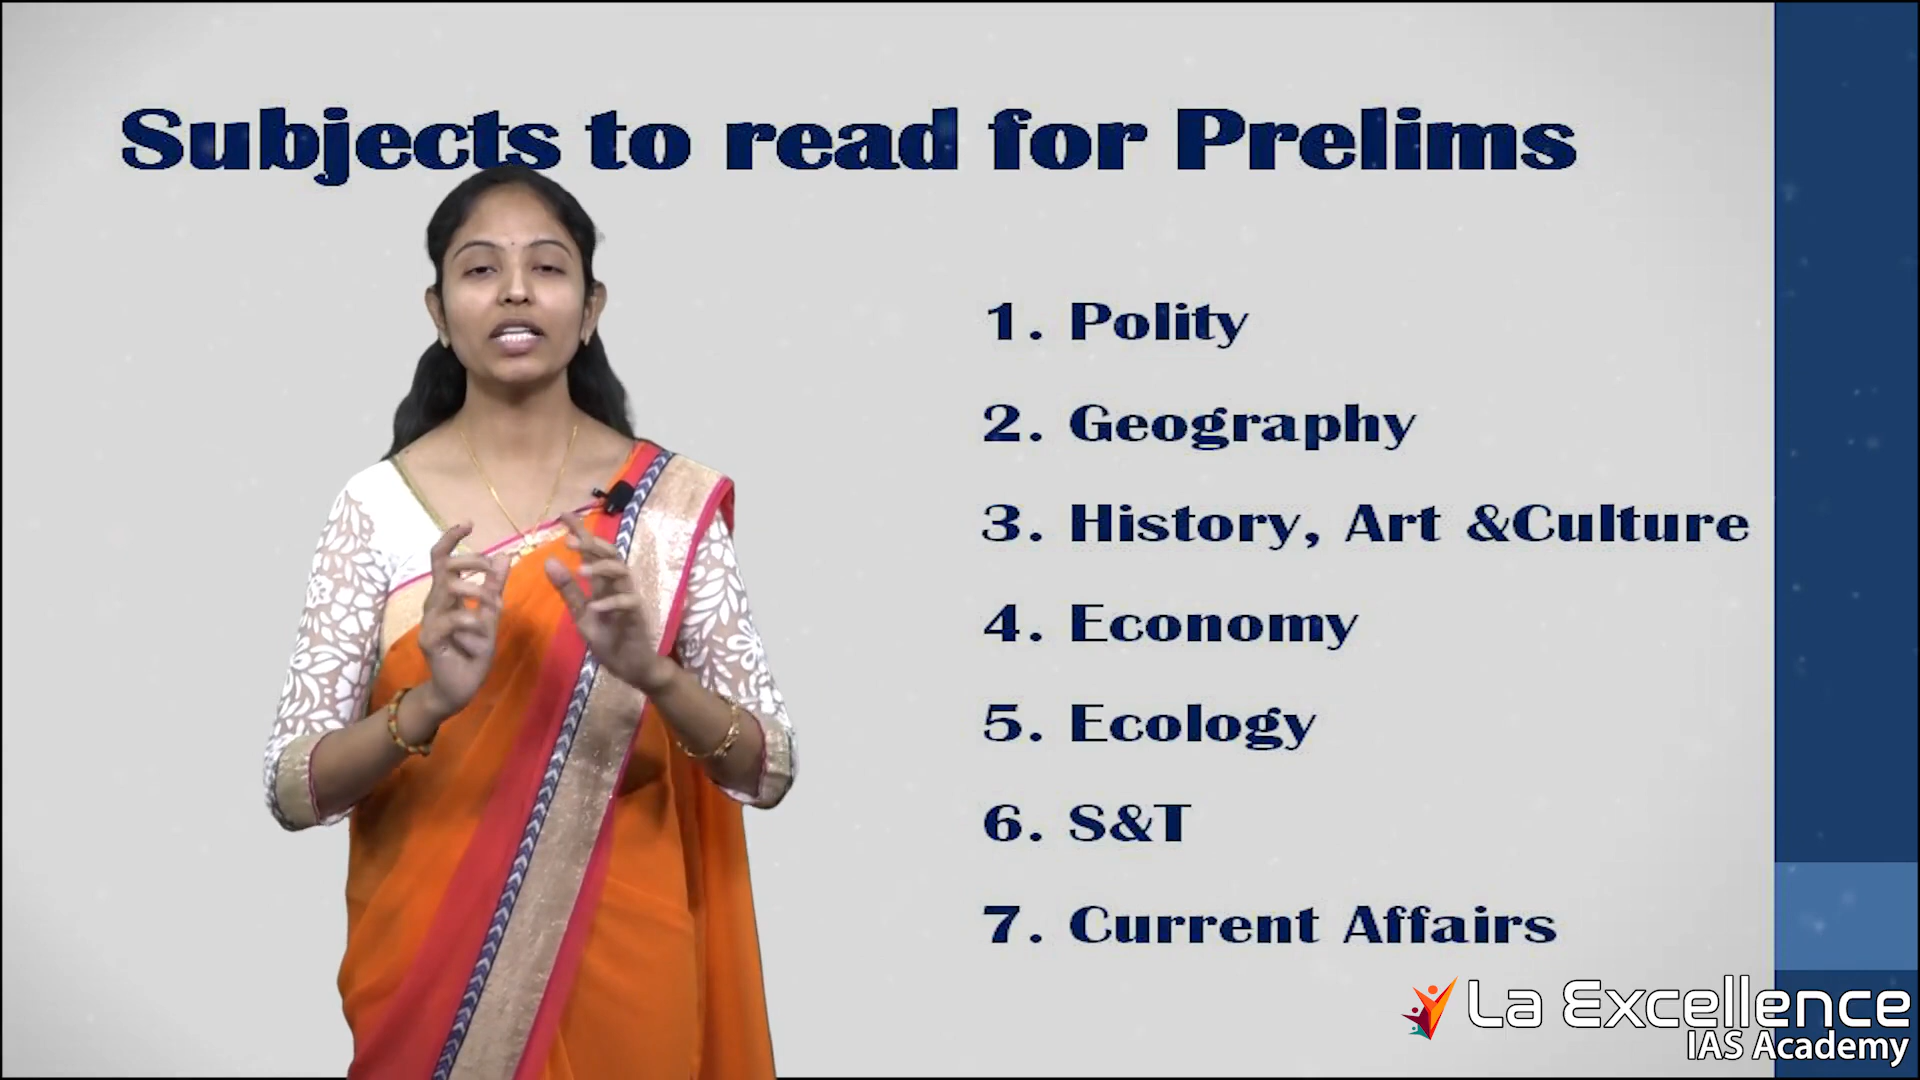 Subjects to read for Prelims
1. Polity
2. Geography
3. History, Art &Culture
4. Economy
5. Ecology
6. S&T
7. Current Affairs
La Excellence
IAS Academy